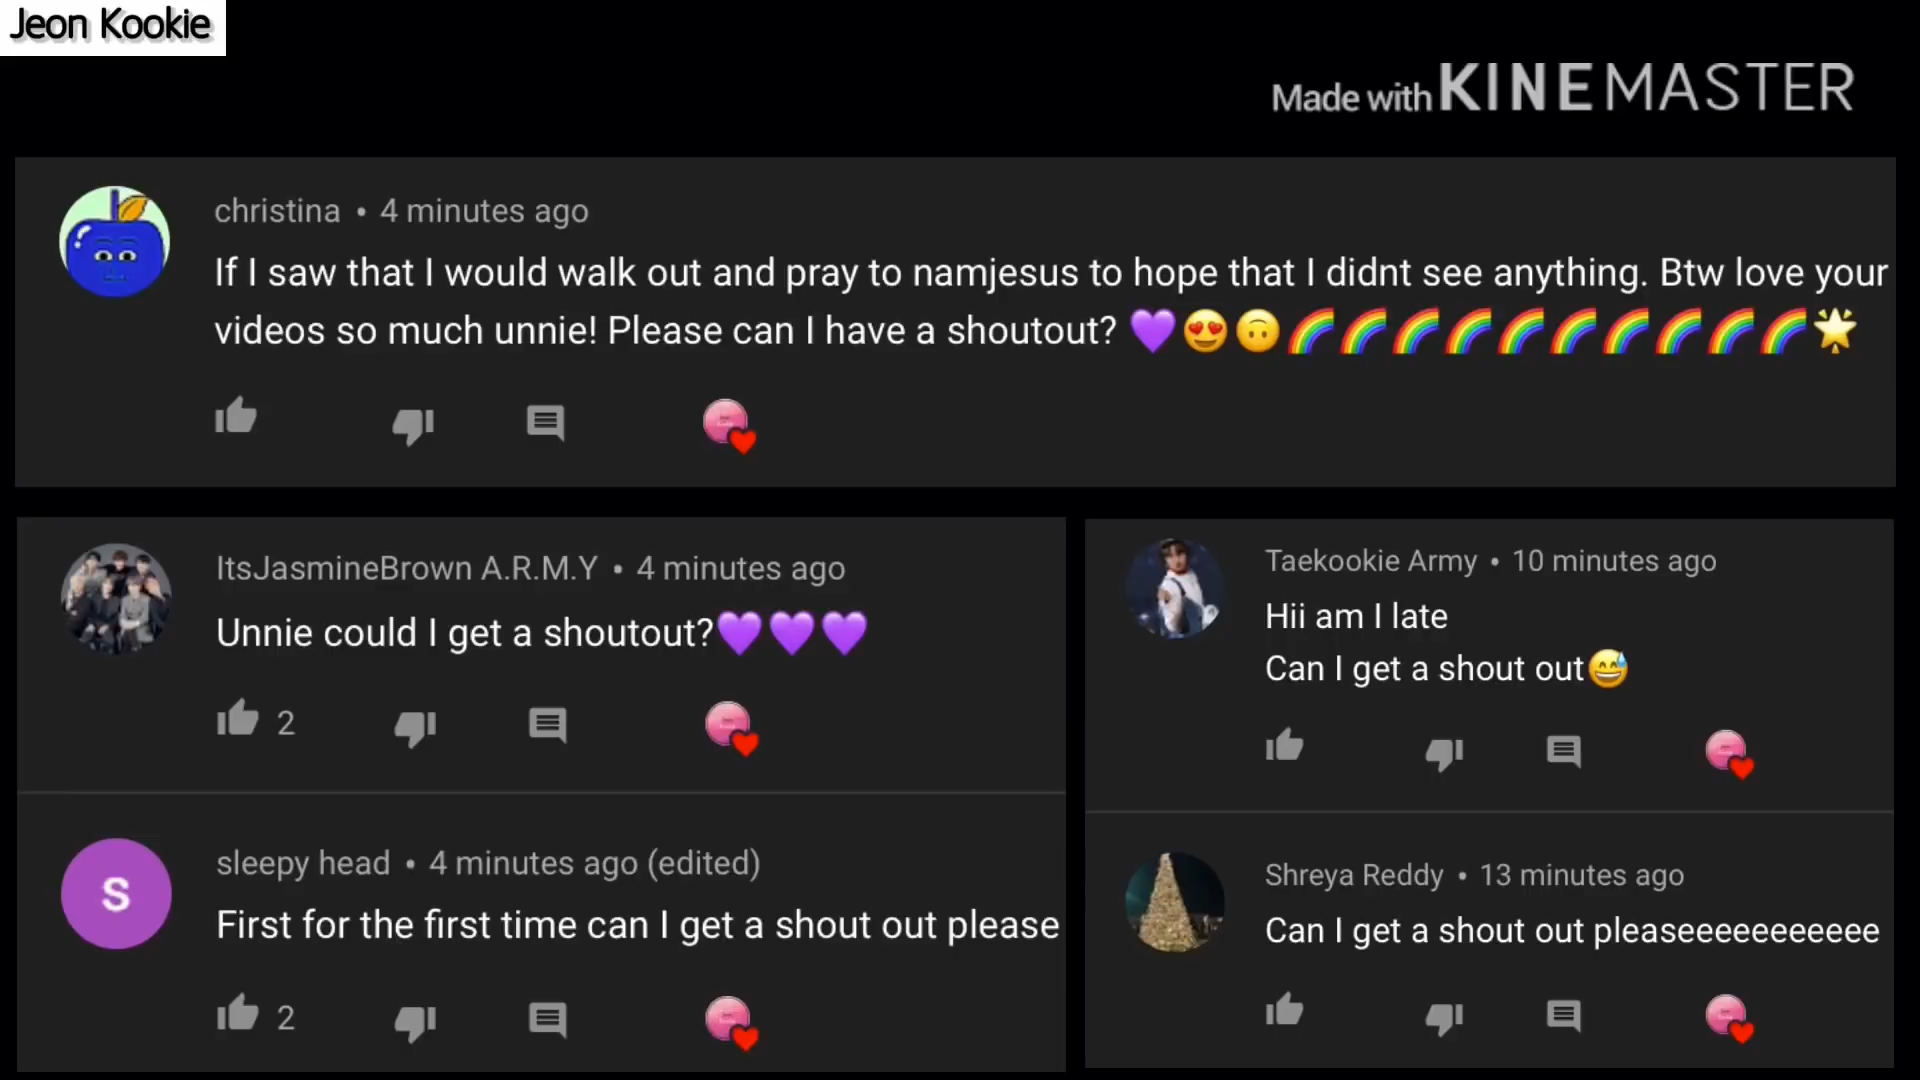 Jeon Kookie
Made with KINEMASTER
christina • 4 minutes ago
If I saw that I would walk out and pray to namjesus to hope that I didnt see anything. Btw love your
videos so much unnie! Please can I have a shoutout? 💜😍🙃🌈🌈🌈🌈🌈🌈🌈🌈🌈🌈🌟
ItsJasmineBrown A.R.M.Y • 4 minutes ago
Unnie could I get a shoutout?💜💜💜
2
S
sleepy head • 4 minutes ago (edited)
First for the first time can I get a shout out please
2
Taekookie Army • 10 minutes ago
Hii am I late
Can I get a shout out😅
Shreya Reddy • 13 minutes ago
Can I get a shout out pleaseeeeeeeeeee